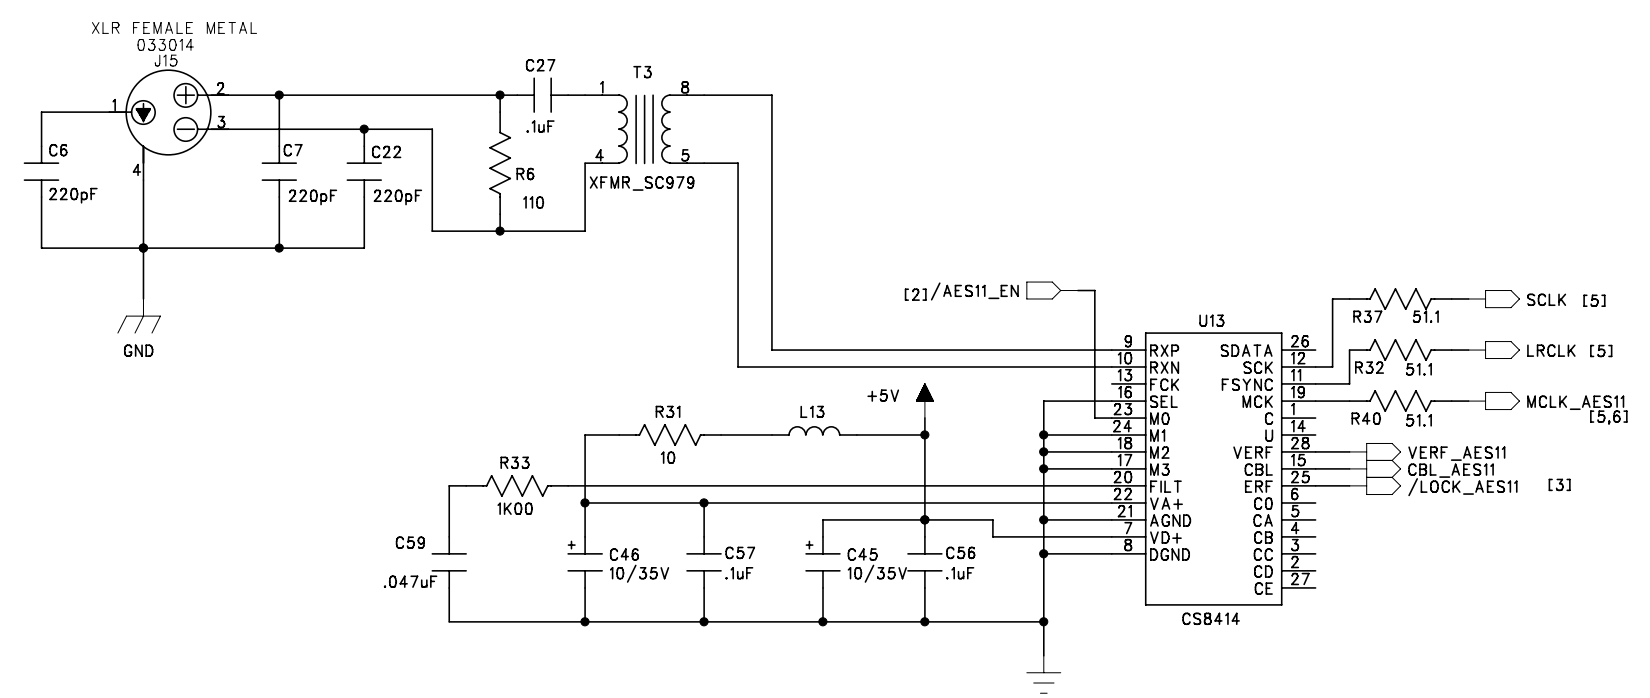 XLR FEMALE METAL
033014
J15
1
2
3
4
C6
220pF
C7
220pF
C22
220pF
GND
C27
.1uF
R6
110
T3
1
8
4
5
XFMR_SC979
[2]/AES11_EN
U13
9 RXP
10 RXN
13 FCK
16 SEL
23 M0
24 M1
18 M2
17 M3
20 FILT
22 VA+
21 AGND
7 VD+
8 DGND
SDATA 26
SCK 12
FSYNC 11
MCK 19
C 1
U 14
VERF 28
CBL 15
ERF 25
C0 6
CA 5
CB 4
CC 3
CD 2
CE 27
CS8414
R37 51.1
SCLK [5]
R32 51.1
LRCLK [5]
R40 51.1
MCLK_AES11
[5,6]
VERF_AES11
CBL_AES11
/LOCK_AES11 [3]
+5V
R31
10
L13
R33
1K00
C59
.047uF
+
C46
10/35V
C57
.1uF
+
C45
10/35V
C56
.1uF